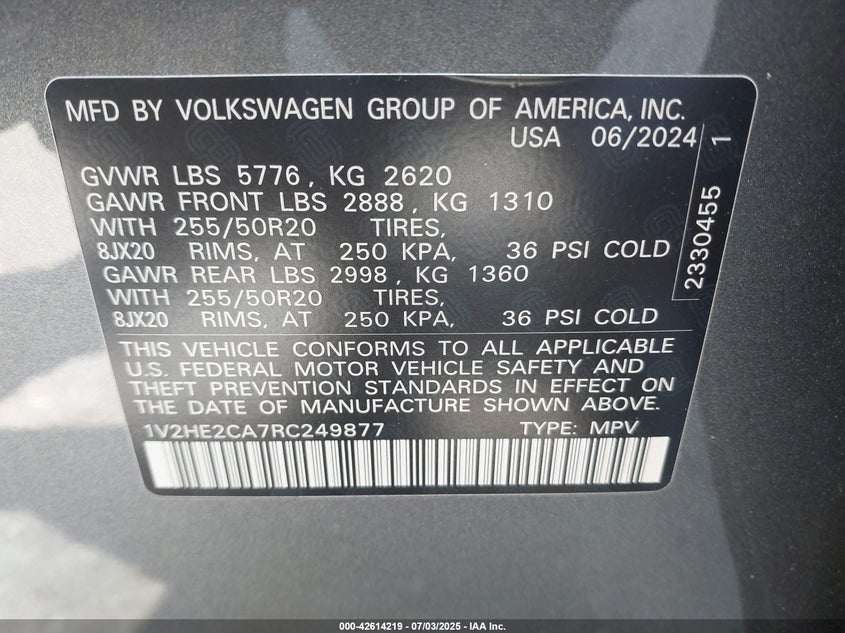 MFD BY VOLKSWAGEN GROUP OF AMERICA, INC.
USA 06/2024
GVWR LBS 5776, KG 2620
GAWR FRONT LBS 2888, KG 1310
WITH 255/50R20 TIRES,
8JX20 RIMS, AT 250 KPA, 36 PSI COLD
GAWR REAR LBS 2998, KG 1360
WITH 255/50R20 TIRES,
8JX20 RIMS, AT 250 KPA, 36 PSI COLD
2330455 1
THIS VEHICLE CONFORMS TO ALL APPLICABLE
U.S. FEDERAL MOTOR VEHICLE SAFETY AND
THEFT PREVENTION STANDARDS IN EFFECT ON
THE DATE OF MANUFACTURE SHOWN ABOVE.
1V2HE2CA7RC249877 TYPE: MPV
000-42614219 - 07/03/2025 - IAA Inc.